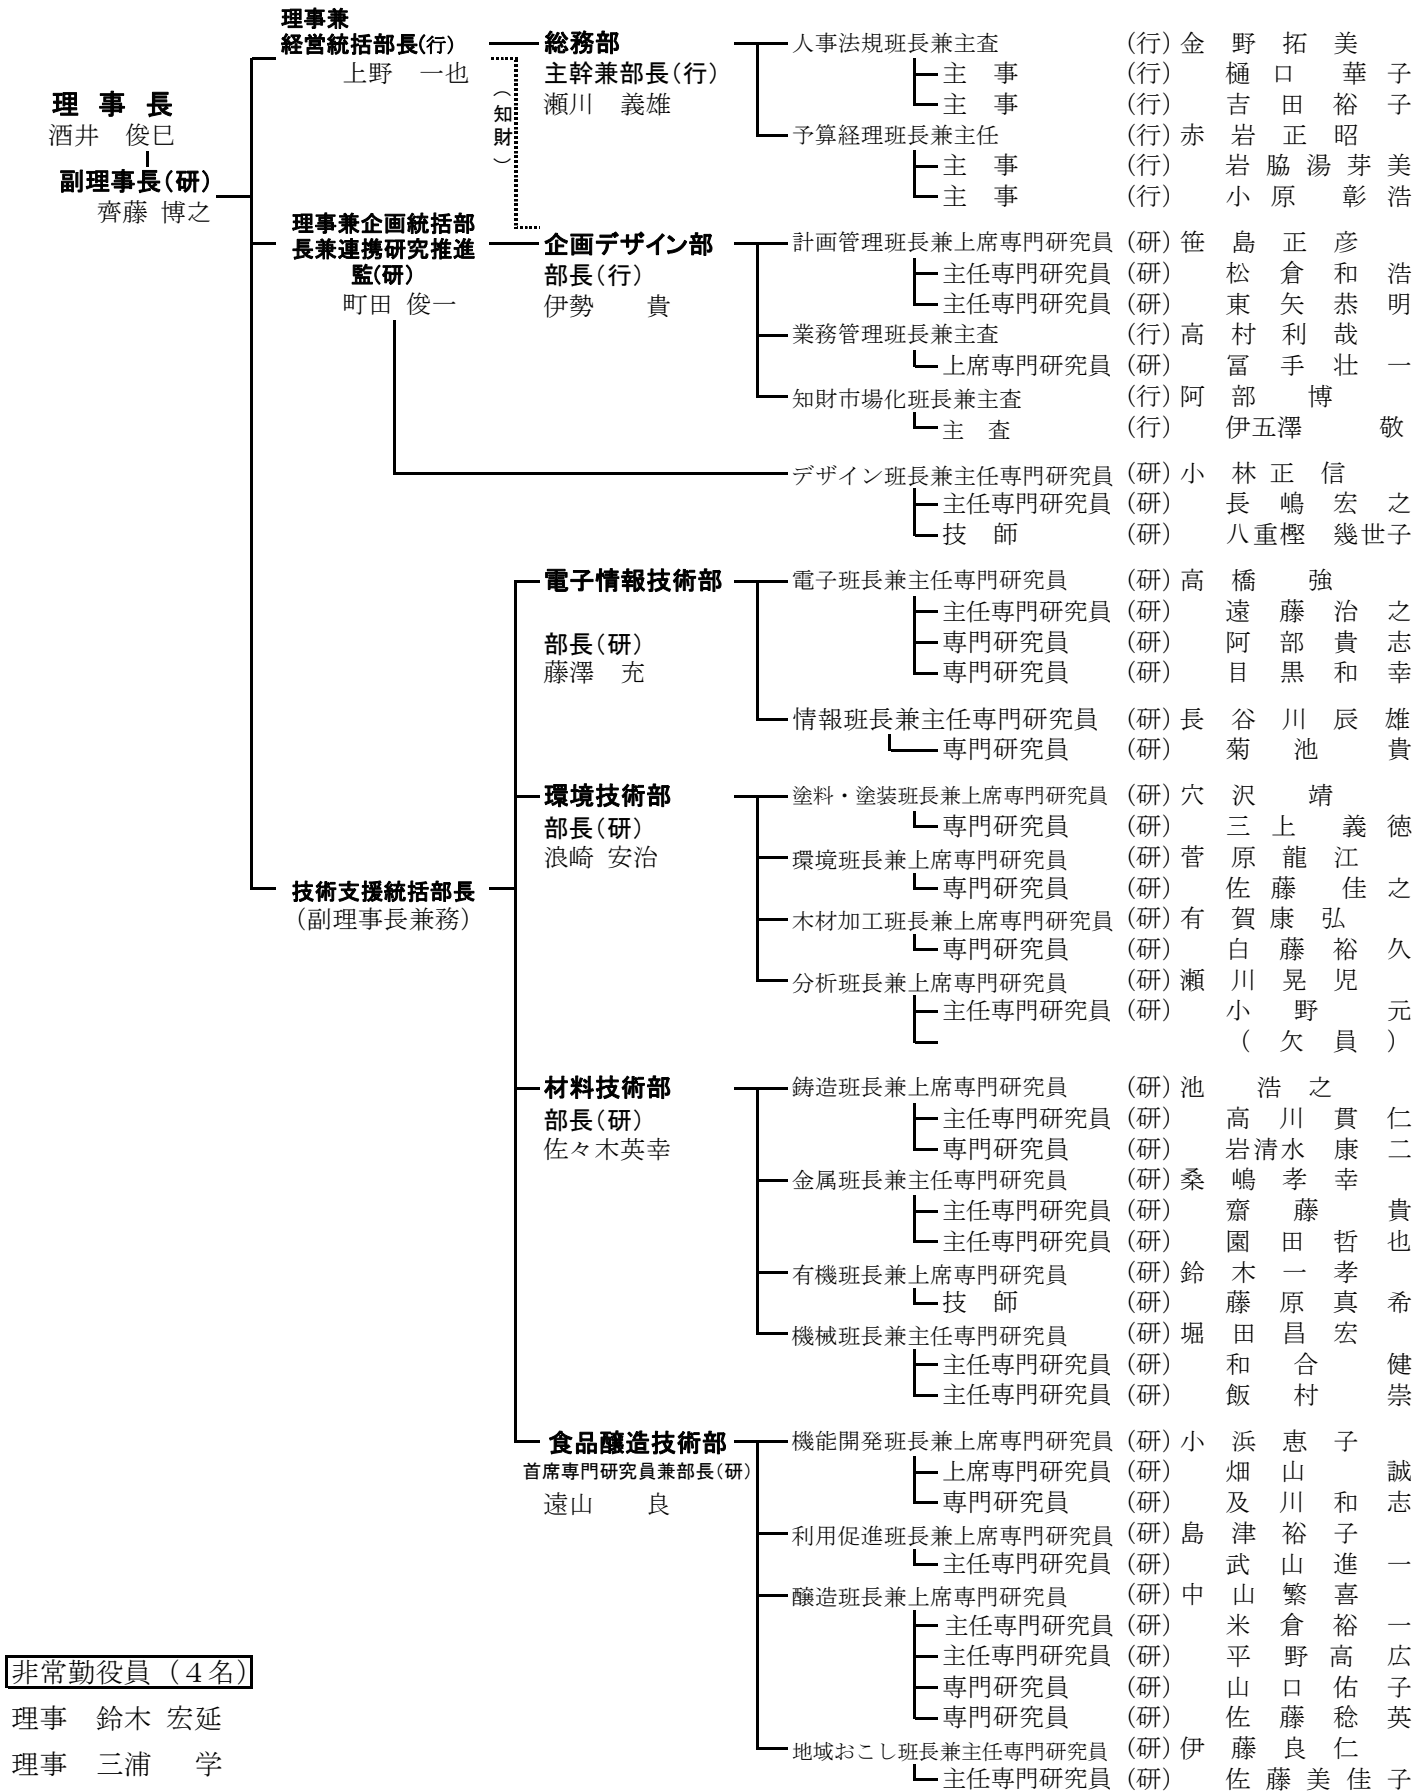 理事長
酒井　俊巳
副理事長(研)
齊藤 博之
理事兼
経営統括部長(行)
上野　一也
（知財）
理事兼企画統括部
長兼連携研究推進
監(研)
町田 俊一
技術支援統括部長
(副理事長兼務)
総務部
主幹兼部長(行)
瀬川　義雄
人事法規班長兼主査 (行) 金野拓美
主　事 (行) 樋口華子
主　事 (行) 吉田裕子
予算経理班長兼主任 (行) 赤岩正昭
主　事 (行) 岩脇湯芽美
主　事 (行) 小原彰浩
企画デザイン部
部長(行)
伊勢　　貴
計画管理班長兼上席専門研究員 (研) 笹島正彦
主任専門研究員 (研) 松倉和浩
主任専門研究員 (研) 東矢恭明
業務管理班長兼主査 (行) 高村利哉
上席専門研究員 (研) 冨手壮一
知財市場化班長兼主査 (行) 阿部博
主　査 (行) 伊五澤敬
デザイン班長兼主任専門研究員 (研) 小林正信
主任専門研究員 (研) 長嶋宏之
技　師 (研) 八重樫幾世子
電子情報技術部
部長(研)
藤澤　充
電子班長兼主任専門研究員 (研) 高橋強
主任専門研究員 (研) 遠藤治之
専門研究員 (研) 阿部貴志
専門研究員 (研) 目黒和幸
情報班長兼主任専門研究員 (研) 長谷川辰雄
専門研究員 (研) 菊池貴
環境技術部
部長(研)
浪崎 安治
塗料・塗装班長兼上席専門研究員 (研) 穴沢靖
専門研究員 (研) 三上義徳
環境班長兼上席専門研究員 (研) 菅原龍江
専門研究員 (研) 佐藤佳之
木材加工班長兼上席専門研究員 (研) 有賀康弘
専門研究員 (研) 白藤裕久
分析班長兼上席専門研究員 (研) 瀬川晃児
主任専門研究員 (研) 小野元
(欠員)
材料技術部
部長(研)
佐々木英幸
鋳造班長兼上席専門研究員 (研) 池浩之
主任専門研究員 (研) 高川貫仁
専門研究員 (研) 岩清水康二
金属班長兼主任専門研究員 (研) 桑嶋孝幸
主任専門研究員 (研) 齋藤貴
主任専門研究員 (研) 園田哲也
有機班長兼上席専門研究員 (研) 鈴木一孝
技　師 (研) 藤原真希
機械班長兼主任専門研究員 (研) 堀田昌宏
主任専門研究員 (研) 和合健
主任専門研究員 (研) 飯村崇
食品醸造技術部
首席専門研究員兼部長(研)
遠山　　良
機能開発班長兼上席専門研究員 (研) 小浜恵子
上席専門研究員 (研) 畑山誠
専門研究員 (研) 及川和志
利用促進班長兼上席専門研究員 (研) 島津裕子
主任専門研究員 (研) 武山進一
醸造班長兼上席専門研究員 (研) 中山繁喜
主任専門研究員 (研) 米倉裕一
主任専門研究員 (研) 平野高広
専門研究員 (研) 山口佑子
専門研究員 (研) 佐藤稔英
地域おこし班長兼主任専門研究員 (研) 伊藤良仁
主任専門研究員 (研) 佐藤美佳子
非常勤役員（４名）
理事　鈴木 宏延
理事　三浦　学